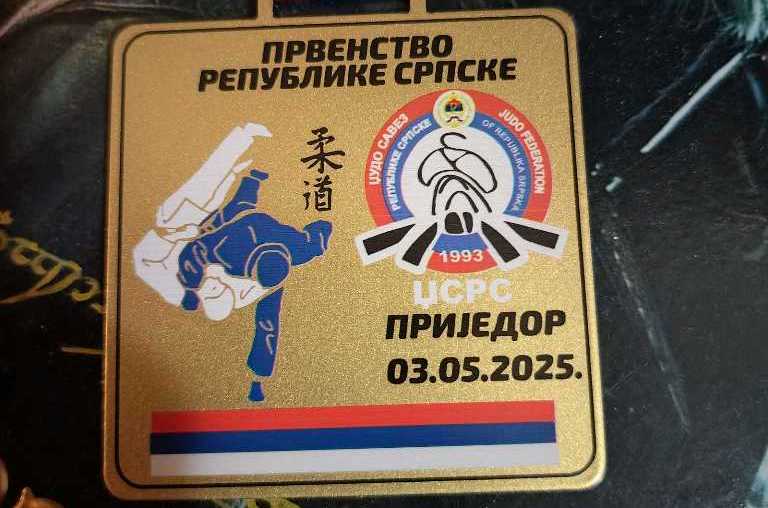 ПРВЕНСТВО
РЕПУБЛИКЕ СРПСКЕ
柔道
ЏУДО САВЕЗ
РЕПУБЛИКЕ СРПСКЕ
JUDO FEDERATION
OF REPUBLIKA SRPSKA
1993
ЏСРС
ПРИЈЕДОР
03.05.2025.